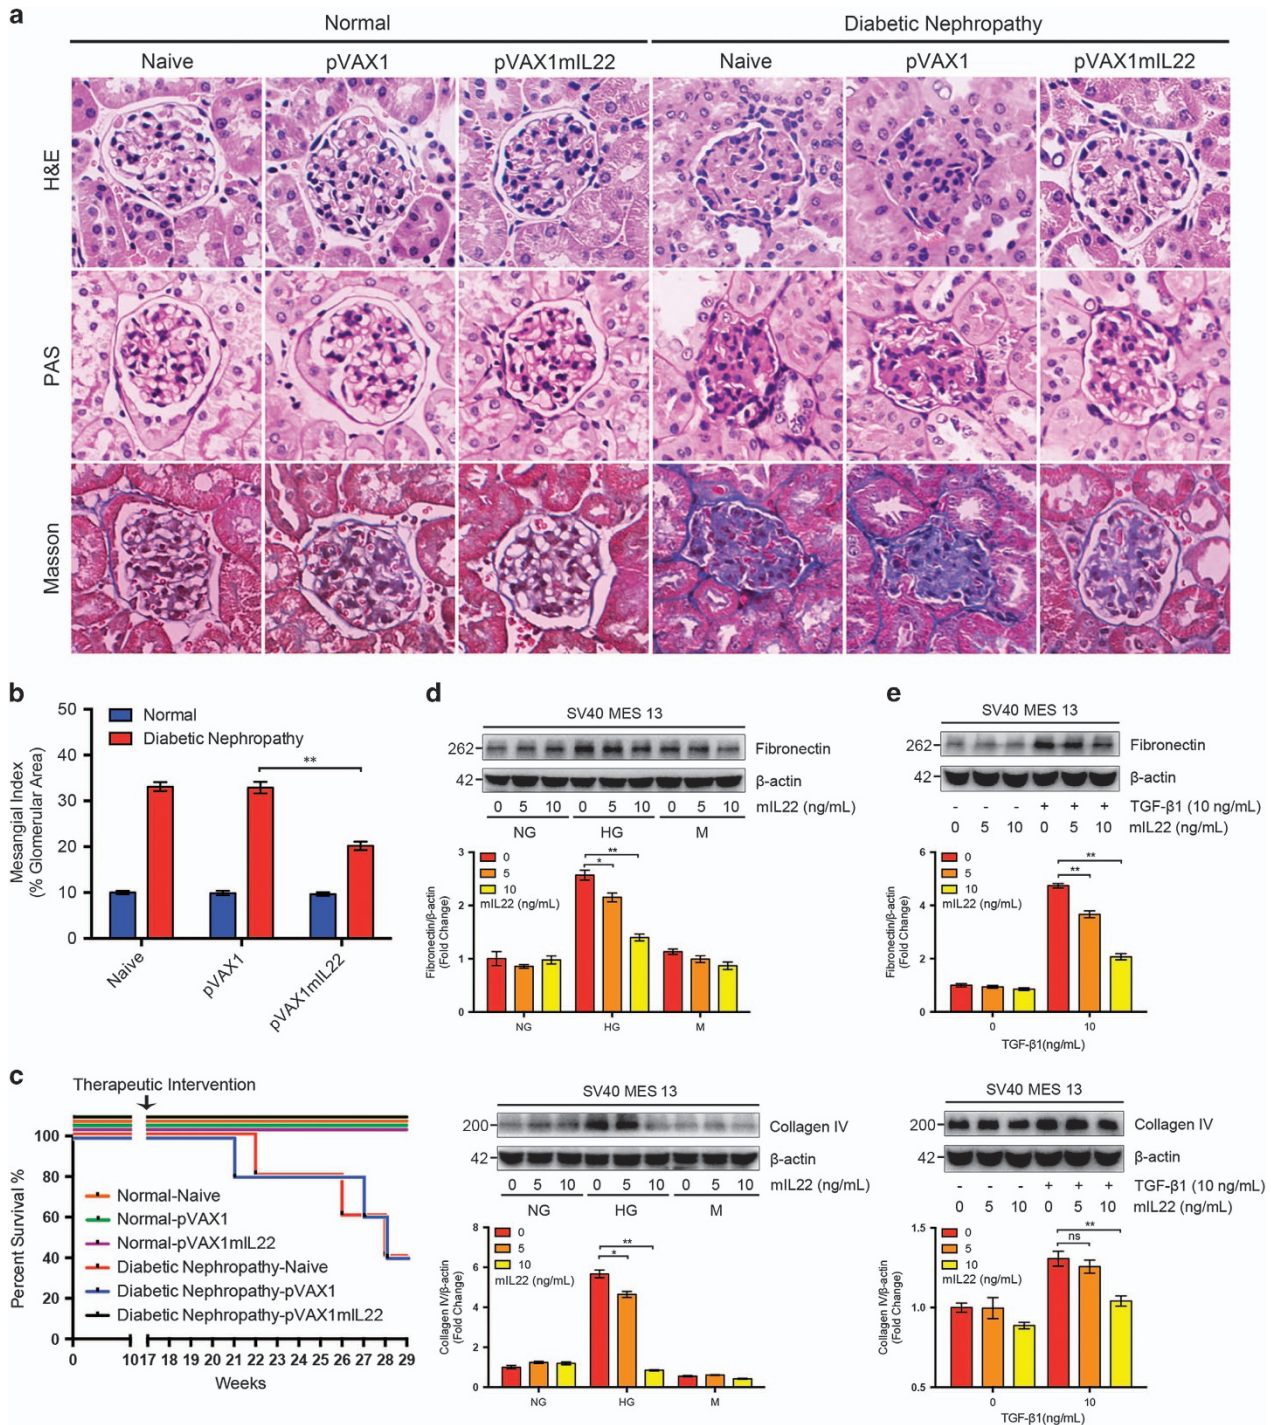 a
Normal
Diabetic Nephropathy
Naive
pVAX1
pVAX1mIL22
Naive
pVAX1
pVAX1mIL22
H&E
PAS
Masson
b
Mesangial Index
(% Glomerular Area)
50
40
30
20
10
0
Normal
Diabetic Nephropathy
**
Naive
pVAX1
pVAX1mIL22
c
Therapeutic Intervention
Percent Survival %
100
80
60
40
20
0
Normal-Naive
Normal-pVAX1
Normal-pVAX1mIL22
Diabetic Nephropathy-Naive
Diabetic Nephropathy-pVAX1
Diabetic Nephropathy-pVAX1mIL22
0 10 17 18 19 20 21 22 23 24 25 26 27 28 29
Weeks
d
SV40 MES 13
262
Fibronectin
42
β-actin
0 5 10 0 5 10 0 5 10 mIL22 (ng/mL)
NG HG M
Fibronectin/β-actin
(Fold Change)
3
2
1
0
0
5
10
mIL22 (ng/mL)
**
*
NG HG M
SV40 MES 13
200
Collagen IV
42
β-actin
0 5 10 0 5 10 0 5 10 mIL22 (ng/mL)
NG HG M
Collagen IV/β-actin
(Fold Change)
8
6
4
2
0
0
5
10
mIL22 (ng/mL)
**
*
NG HG M
e
SV40 MES 13
262
Fibronectin
42
β-actin
- - - + + + TGF-β1 (10 ng/mL)
0 5 10 0 5 10 mIL22 (ng/mL)
Fibronectin/β-actin
(Fold Change)
6
4
2
0
0
5
10
mIL22 (ng/mL)
**
**
0 10
TGF-β1(ng/mL)
SV40 MES 13
200
Collagen IV
42
β-actin
- - - + + + TGF-β1 (10 ng/mL)
0 5 10 0 5 10 mIL22 (ng/mL)
Collagen IV/β-actin
(Fold Change)
1.5
1.0
0.5
0
5
10
mIL22 (ng/mL)
**
ns
0 10
TGF-β1(ng/mL)